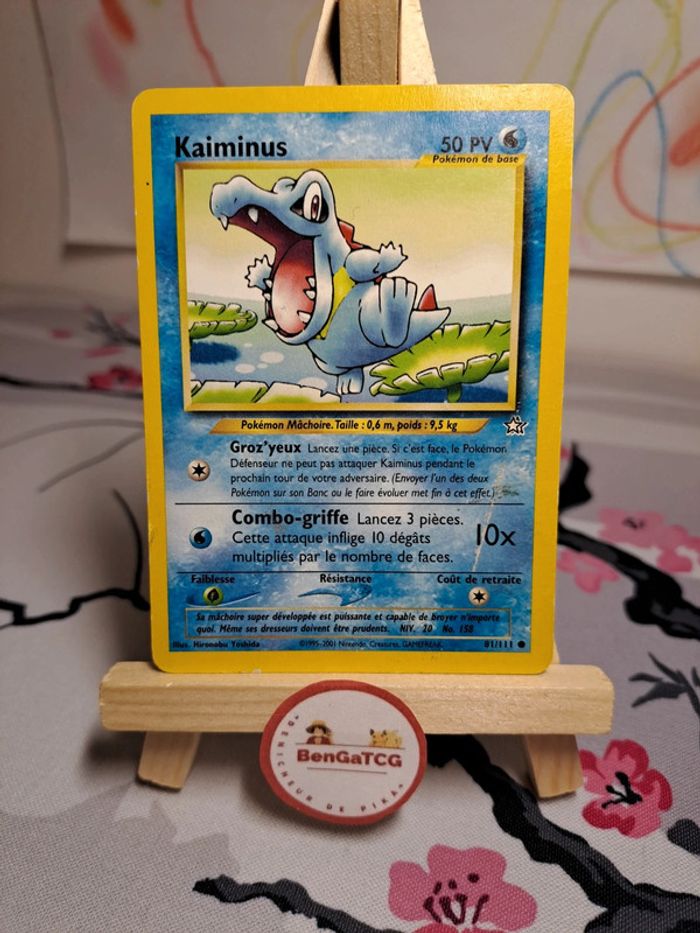 Kaiminus
50 PV
Pokémon de base
Pokémon Mâchoire. Taille : 0,6 m, poids : 9,5 kg
Groz'yeux Lancez une pièce. Si c'est face, le Pokémon
Défenseur ne peut pas attaquer Kaiminus pendant le
prochain tour de votre adversaire. (Envoyer l'un des deux
Pokémon sur son Banc ou le faire évoluer met fin à cet effet.)
Combo-griffe Lancez 3 pièces.
Cette attaque inflige 10 dégâts
multipliés par le nombre de faces.
10x
Faiblesse
Résistance
Coût de retraite
Sa mâchoire super développée est puissante et capable de broyer n'importe
quoi. Même ses dresseurs doivent être prudents. NIV. 20 No. 158
Illus. Hironobu Yoshida
©1995-2001 Nintendo, Creatures, GAMEFREAK.
81/111
BenGaTCG
DENICHEUR DE PIKA